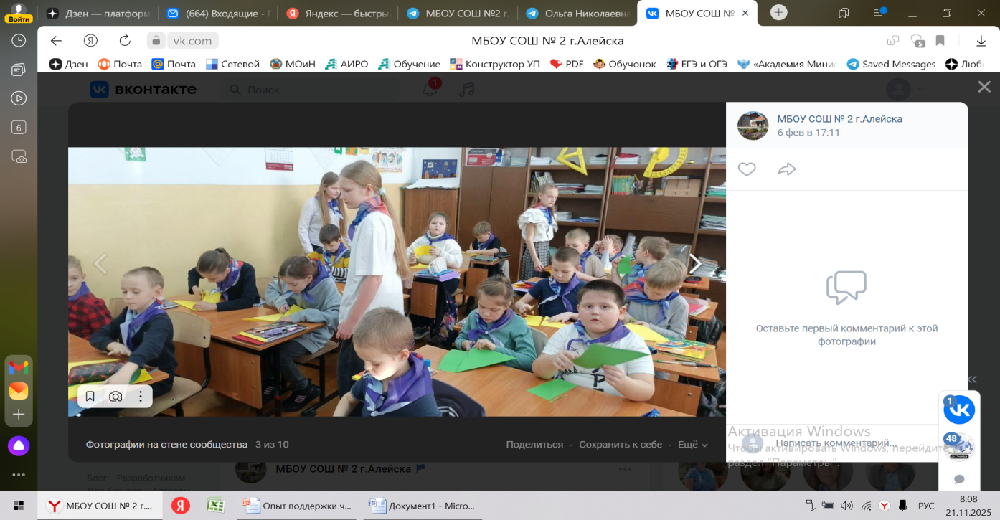 Войти
Дзен — платформ
(664) Входящие - П
Яндекс — быстры
МБОУ СОШ №2 г.
Ольга Николаевна
МБОУ СОШ №
vk.com
МБОУ СОШ № 2 г.Алейска
5
Дзен
Почта
Почта
Сетевой
МОиН
АИРО
Обучение
Конструктор УП
PDF
Обучонок
ЕГЭ и ОГЭ
«Академия Минис
Saved Messages
Любі
6
вконтакте
Поиск
1
МБОУ СОШ № 2 г.Алейска
6 фев в 17:11
Оставьте первый комментарий к этой
фотографии
Фотографии на стене сообщества 3 из 10
Поделиться · Сохранить к себе · Ещё
Написать комментарий...
Активация Windows
Чтобы активировать Windows, перейдите в
раздел "Параметры".
1
48
Блог Разработчикам
Для бизнеса Авторам
МБОУ СОШ № 2 г.Алейска
МБОУ СОШ № 2 г....
Опыт поддержки ч...
Документ1 - Micro...
РУС
8:08
21.11.2025